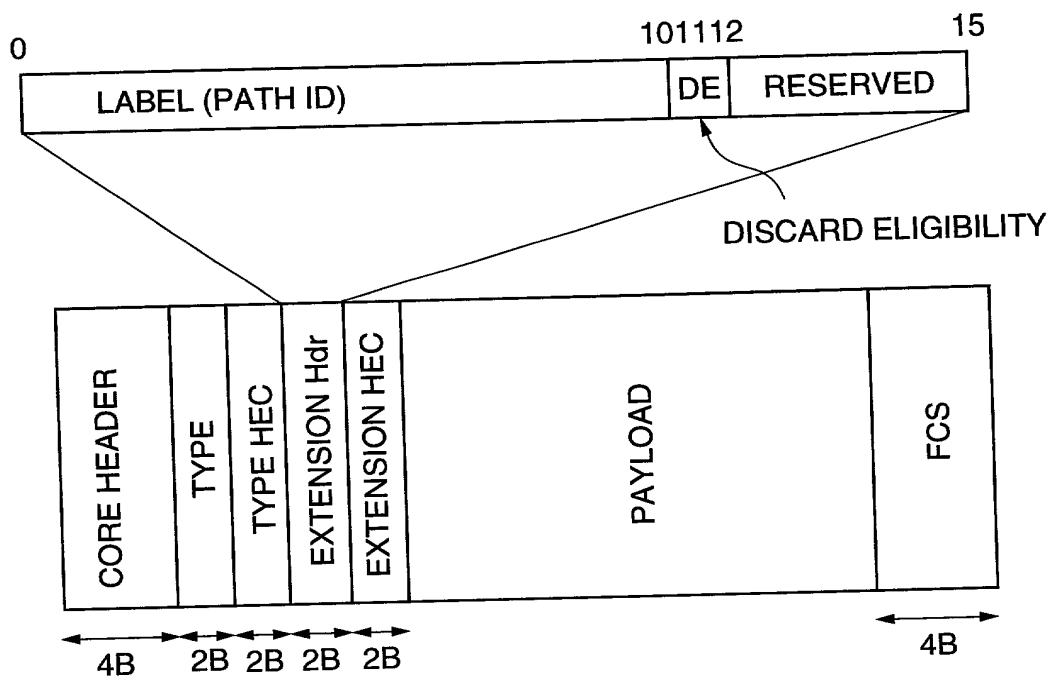 0
101112
15
LABEL (PATH ID)
DE
RESERVED
DISCARD ELIGIBILITY
CORE HEADER
TYPE
TYPE HEC
EXTENSION Hdr
EXTENSION HEC
PAYLOAD
FCS
4B
2B
2B
2B
2B
4B